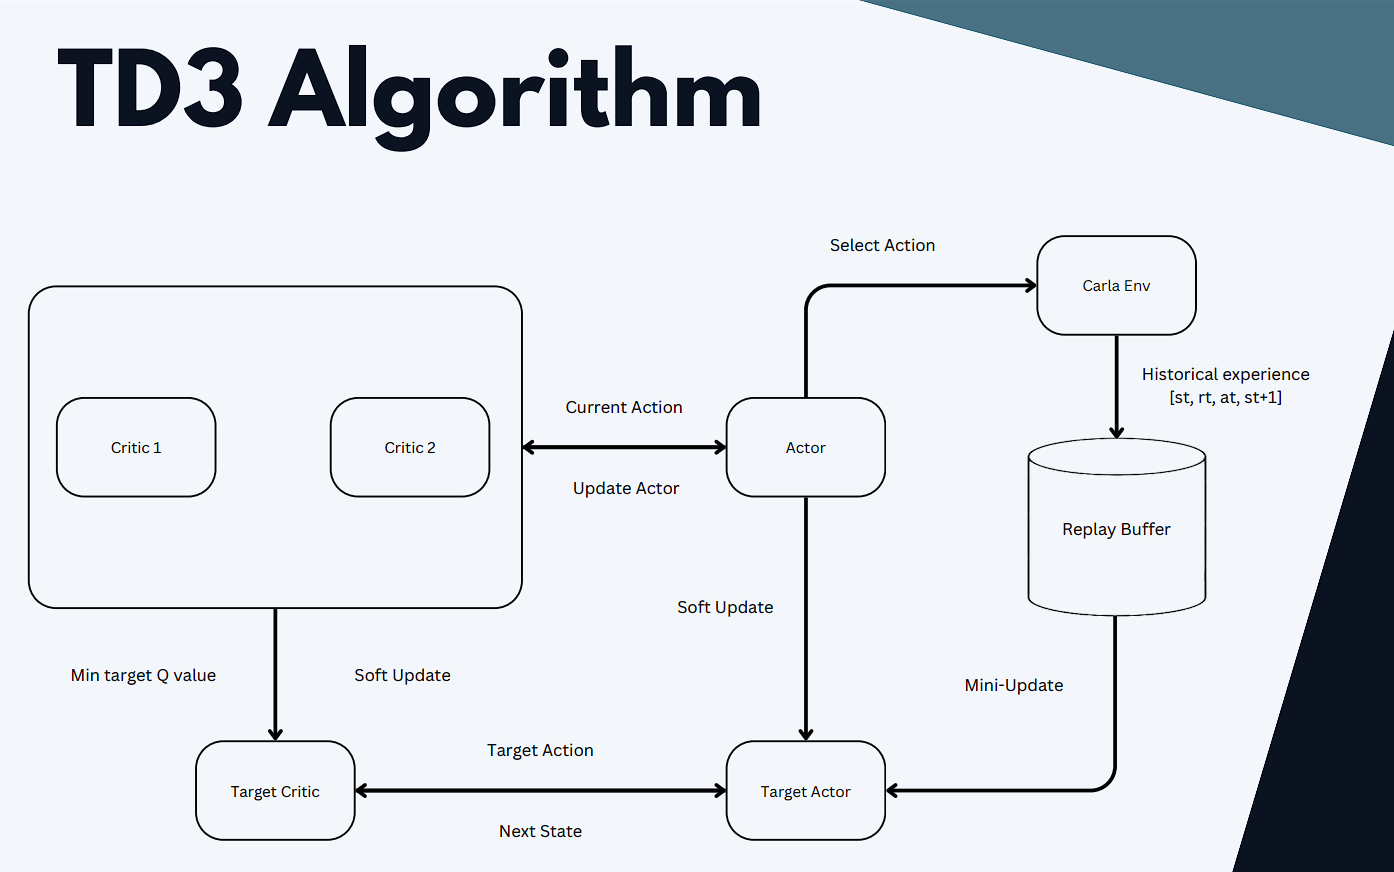 TD3 Algorithm
Select Action
Carla Env
Historical experience
[st, rt, at, st+1]
Current Action
Critic 1
Critic 2
Actor
Update Actor
Replay Buffer
Soft Update
Min target Q value
Soft Update
Mini-Update
Target Action
Target Critic
Target Actor
Next State